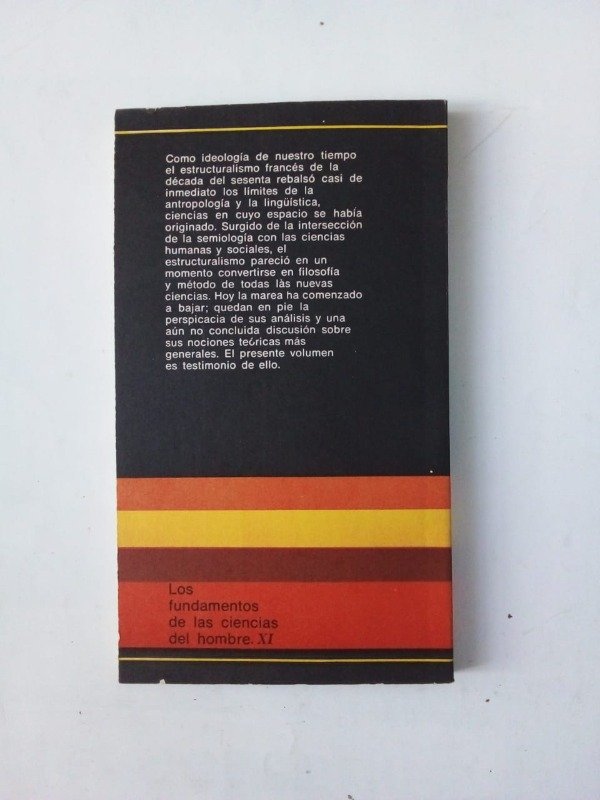 Como ideología de nuestro tiempo
el estructuralismo francés de la
década del sesenta rebalsó casi de
inmediato los límites de la
antropología y la lingüística,
ciencias en cuyo espacio se había
originado. Surgido de la intersección
de la semiología con las ciencias
humanas y sociales, el
estructuralismo pareció en un
momento convertirse en filosofía
y método de todas làs nuevas
ciencias. Hoy la marea ha comenzado
a bajar; quedan en pie la
perspicacia de sus análisis y una
aún no concluida discusión sobre
sus nociones teóricas más
generales. El presente volumen
es testimonio de ello.
Los
fundamentos
de las ciencias
del hombre. XI